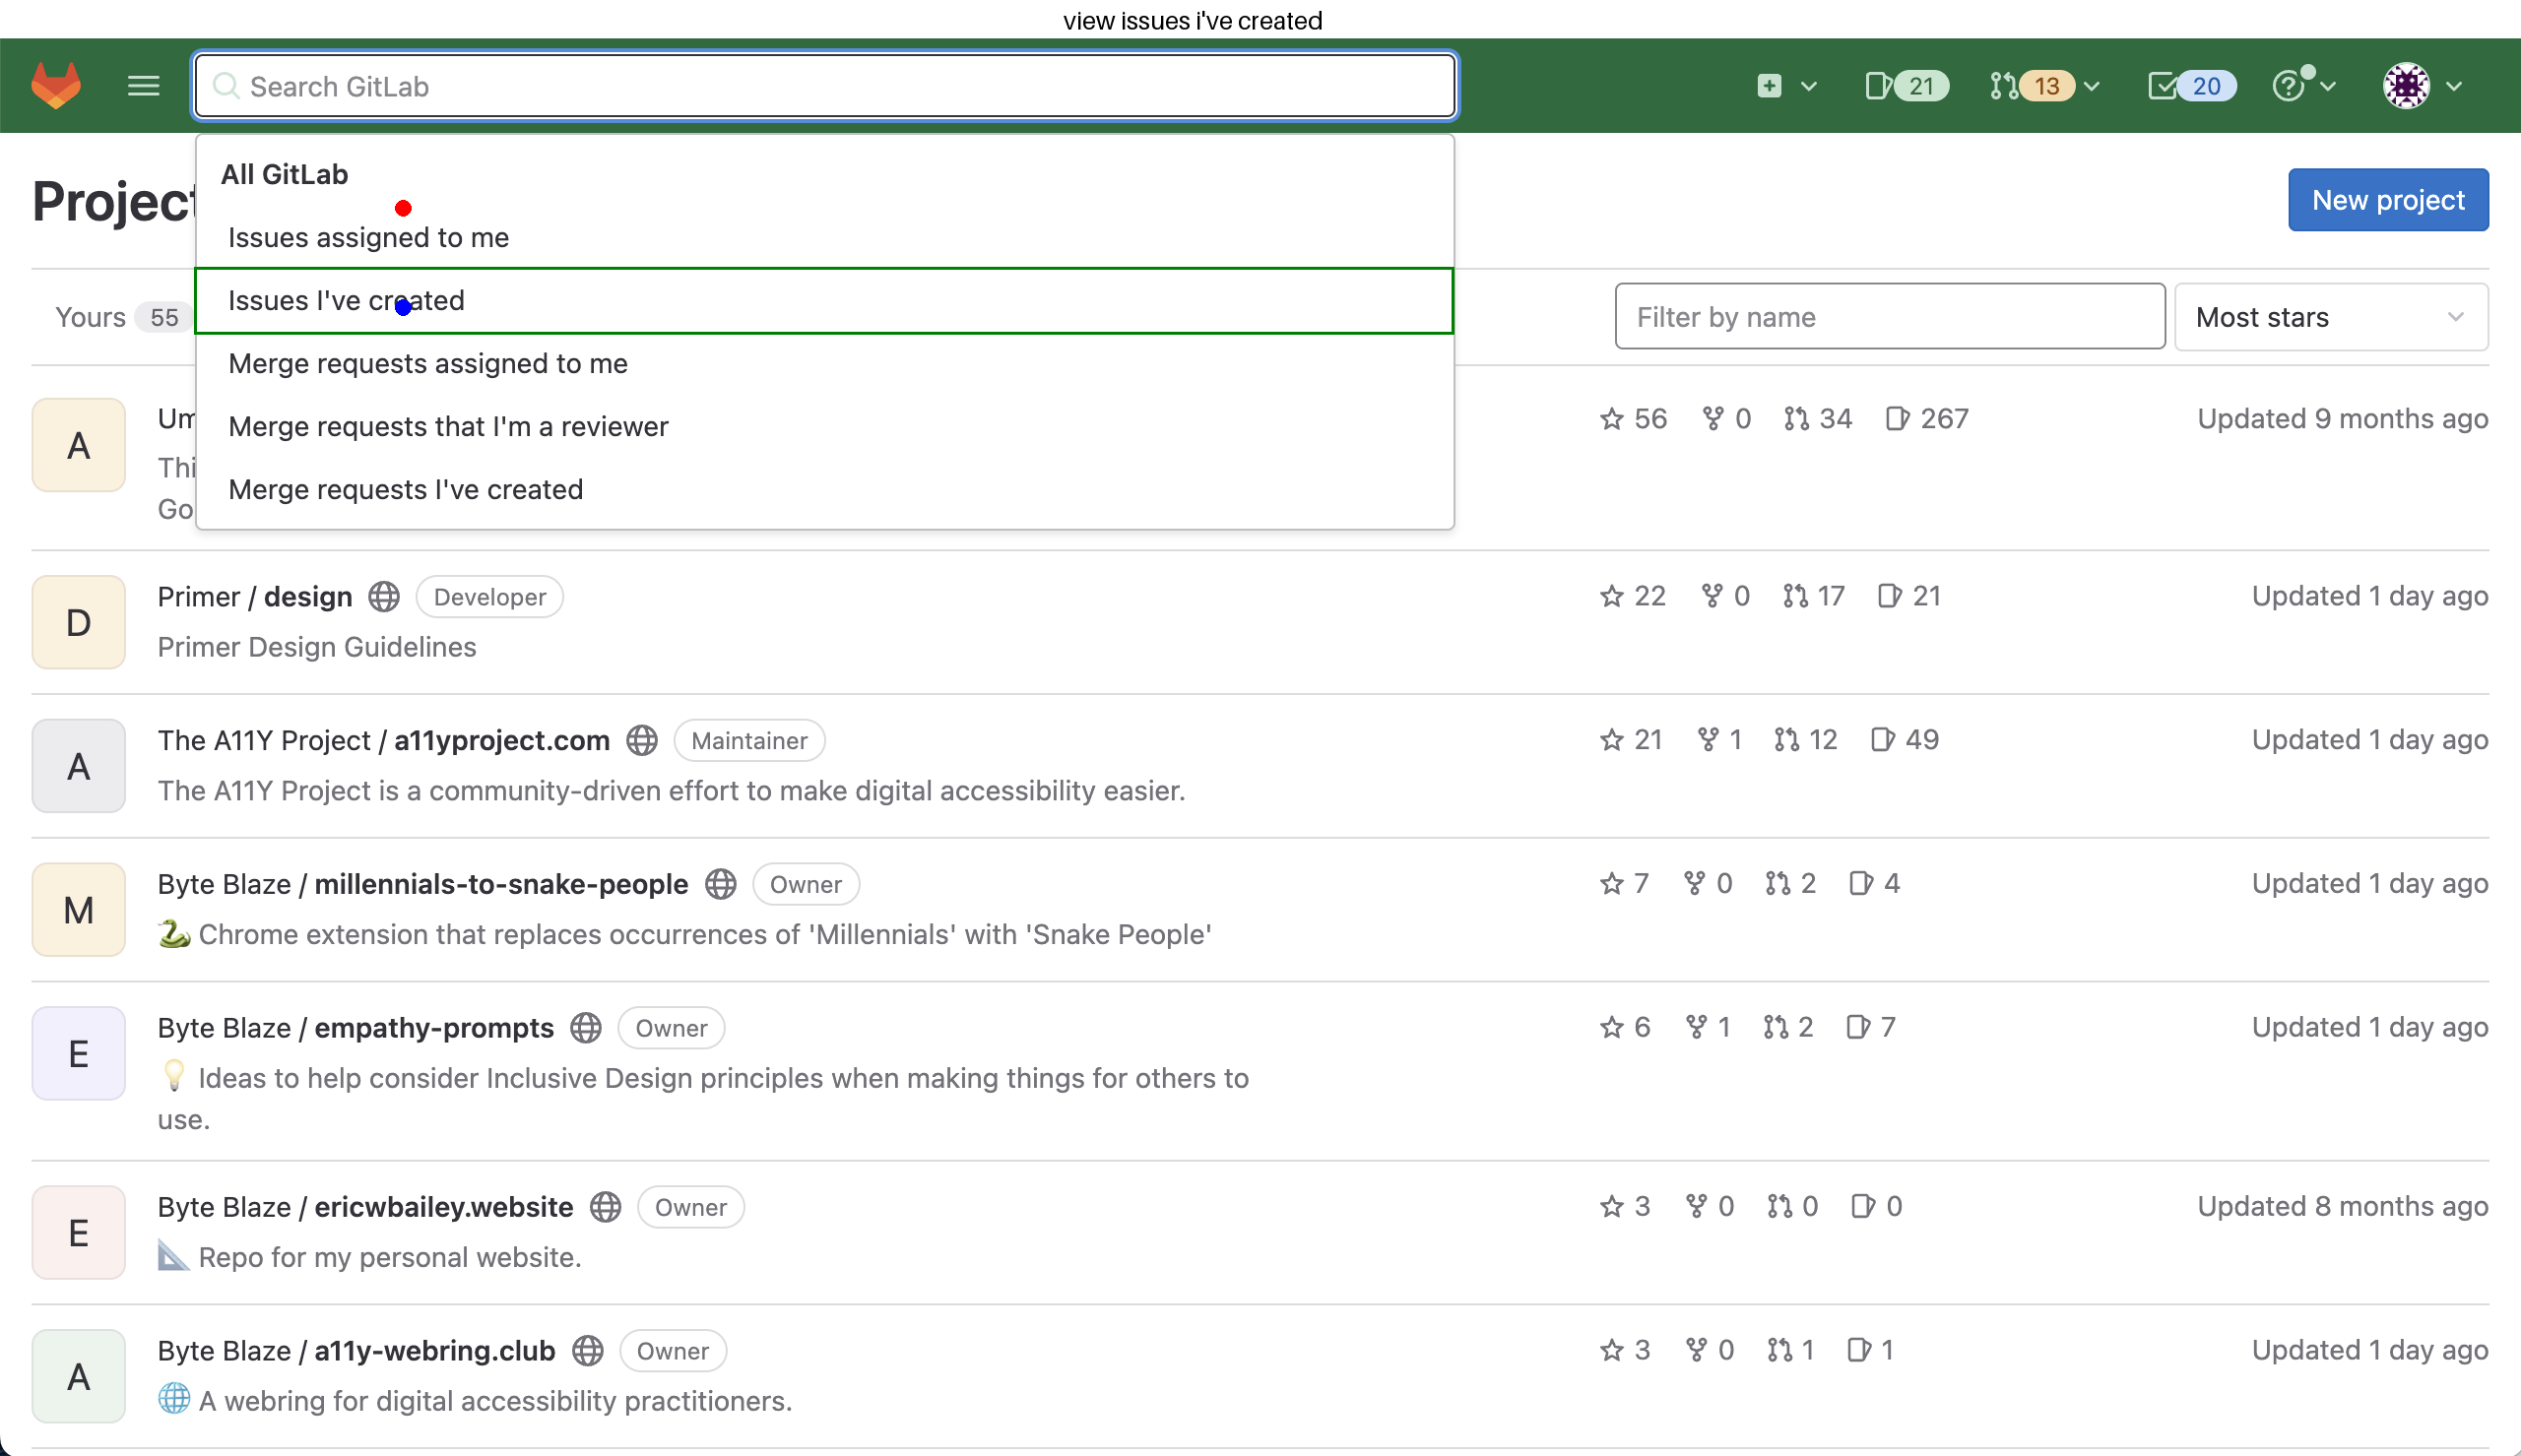 view issues i've created
Search GitLab
21
13
20
Project
New project
All GitLab
Issues assigned to me
Issues I've created
Merge requests assigned to me
Merge requests that I'm a reviewer
Merge requests I've created
Yours 55
Filter by name
Most stars
A
Um
Thi
Go
56 0 34 267
Updated 9 months ago
D
Primer / design Developer
Primer Design Guidelines
22 0 17 21
Updated 1 day ago
A
The A11Y Project / a11yproject.com Maintainer
The A11Y Project is a community-driven effort to make digital accessibility easier.
21 1 12 49
Updated 1 day ago
M
Byte Blaze / millennials-to-snake-people Owner
Chrome extension that replaces occurrences of 'Millennials' with 'Snake People'
7 0 2 4
Updated 1 day ago
E
Byte Blaze / empathy-prompts Owner
Ideas to help consider Inclusive Design principles when making things for others to
use.
6 1 2 7
Updated 1 day ago
E
Byte Blaze / ericwbailey.website Owner
Repo for my personal website.
3 0 0 0
Updated 8 months ago
A
Byte Blaze / a11y-webring.club Owner
A webring for digital accessibility practitioners.
3 0 1 1
Updated 1 day ago